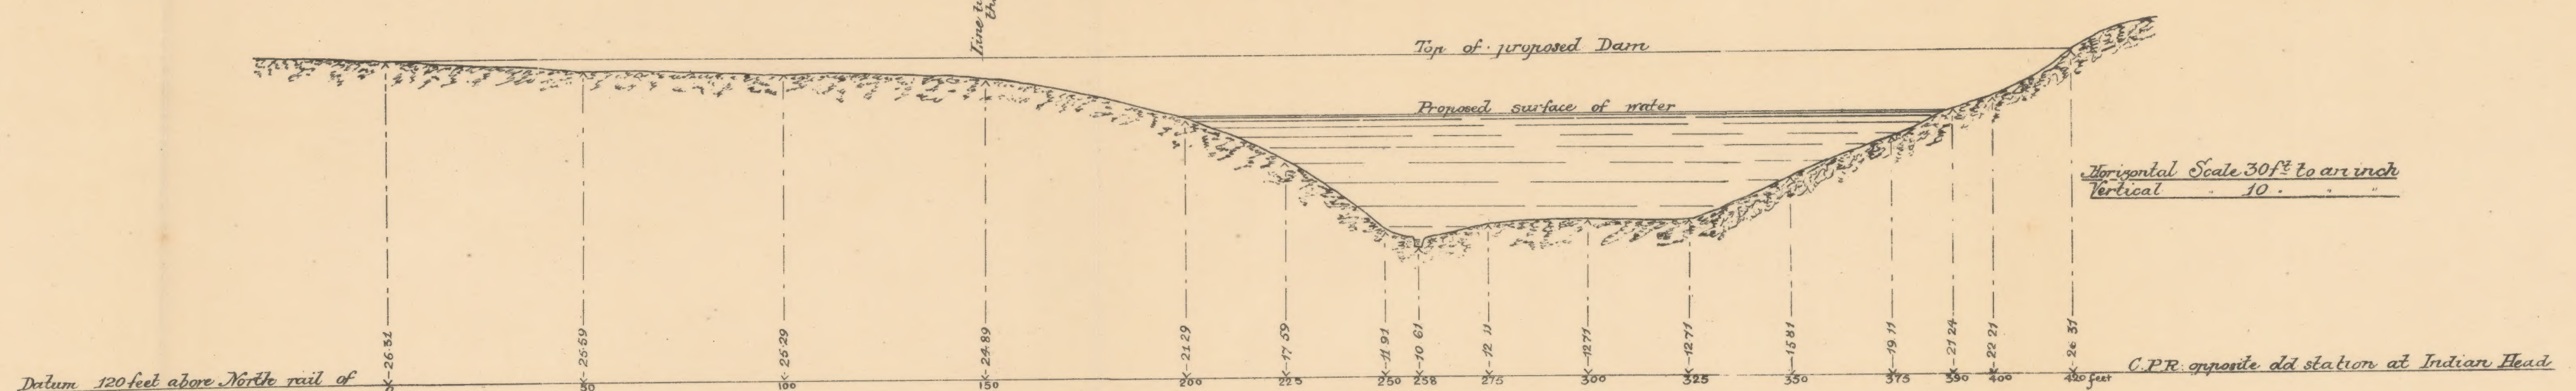 Line
Top of proposed Dam
Proposed surface of water
Horizontal Scale 30 ft to an inch
Vertical " 10 " " "
26.31 25.69 25.29 24.89 21.29 17.59 11.91 10.61 12.11 12.71 12.71 15.81 19.11 21.24 22.21 26.31
0 50 100 150 200 225 250 258 275 300 325 350 375 390 400 420 feet
Datum 120 feet above North rail of C.P.R. opposite old station at Indian Head